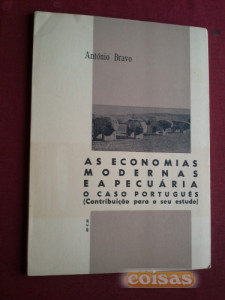 António Bravo
AS ECONOMIAS
MODERNAS
E A PECUÁRIA
O CASO PORTUGUÊS
(Contribuição para o seu estudo)
coisas